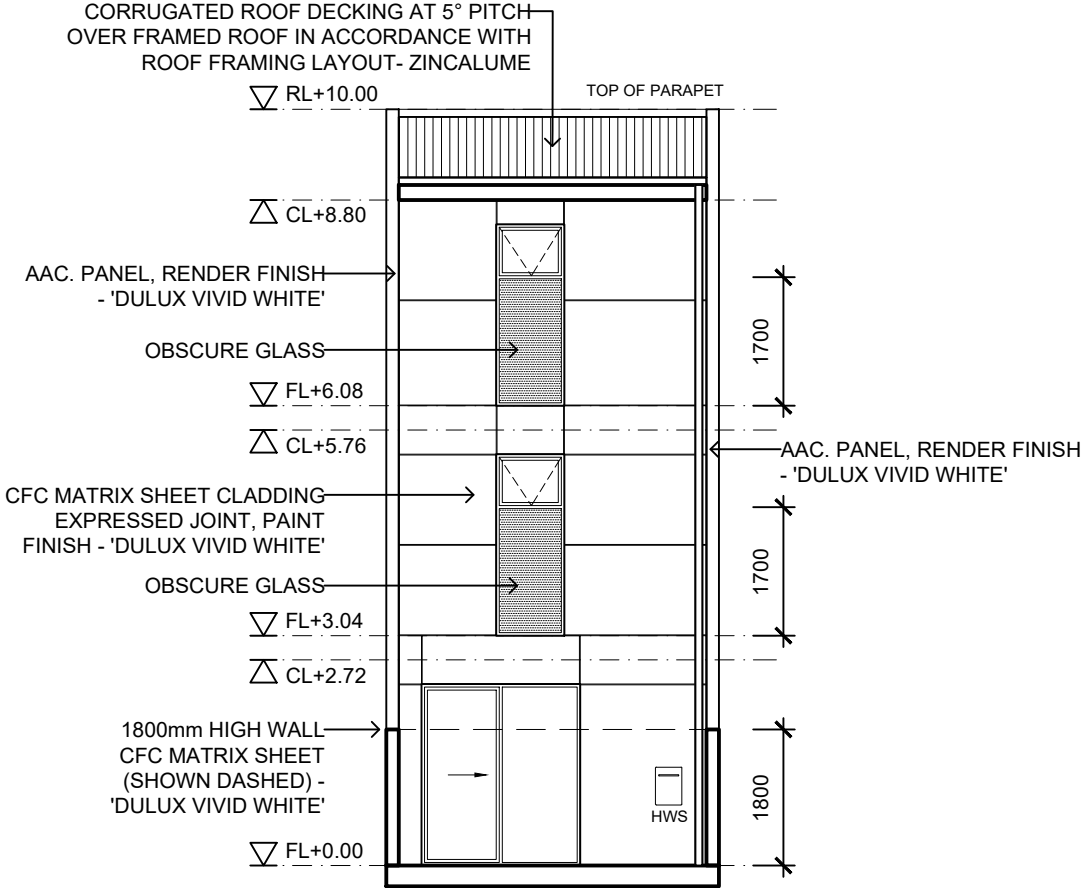 CORRUGATED ROOF DECKING AT 5° PITCH
OVER FRAMED ROOF IN ACCORDANCE WITH
ROOF FRAMING LAYOUT- ZINCALUME
RL+10.00
TOP OF PARAPET
CL+8.80
AAC. PANEL, RENDER FINISH
- 'DULUX VIVID WHITE'
1700
OBSCURE GLASS
FL+6.08
CL+5.76
AAC. PANEL, RENDER FINISH
- 'DULUX VIVID WHITE'
CFC MATRIX SHEET CLADDING
EXPRESSED JOINT, PAINT
FINISH - 'DULUX VIVID WHITE'
1700
OBSCURE GLASS
FL+3.04
CL+2.72
1800mm HIGH WALL
CFC MATRIX SHEET
(SHOWN DASHED) -
'DULUX VIVID WHITE'
1800
HWS
FL+0.00